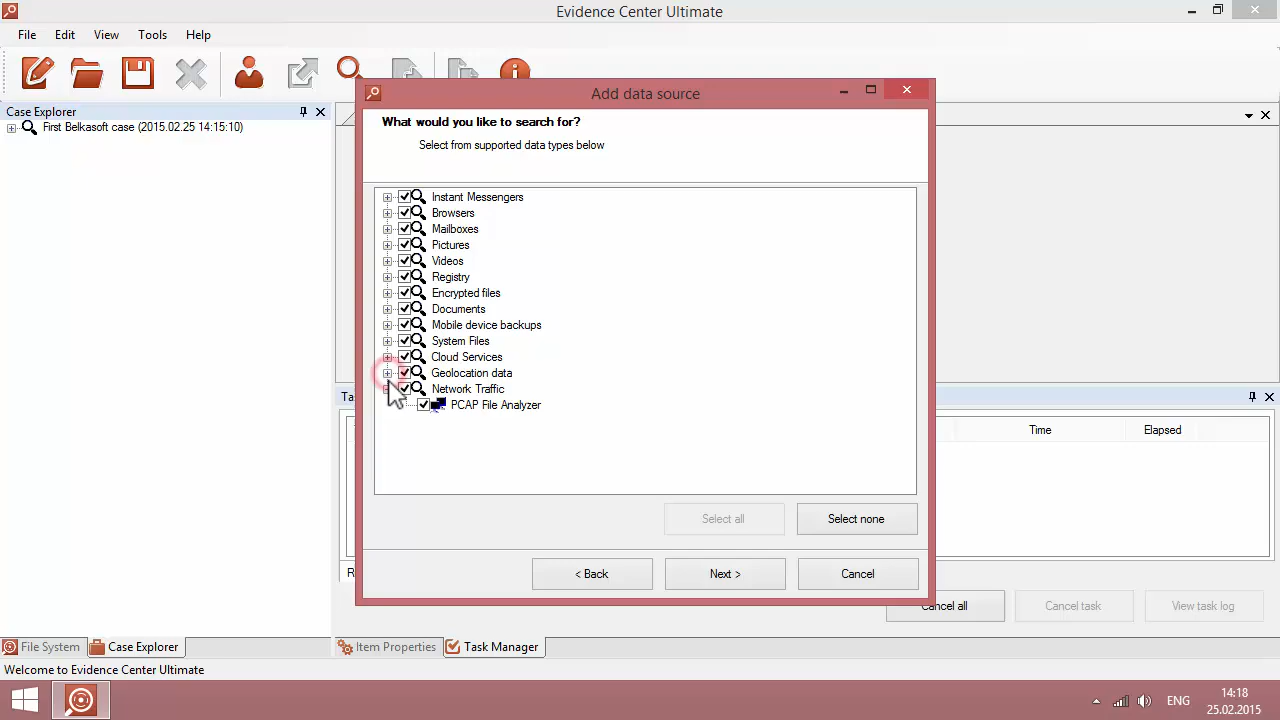 Evidence Center Ultimate
File Edit View Tools Help
Case Explorer
First Belkasoft case (2015.02.25 14:15:10)
Add data source
What would you like to search for?
Select from supported data types below
Instant Messengers
Browsers
Mailboxes
Pictures
Videos
Registry
Encrypted files
Documents
Mobile device backups
System Files
Cloud Services
Geolocation data
Network Traffic
PCAP File Analyzer
Time Elapsed
Select all Select none
< Back Next > Cancel
Cancel all Cancel task View task log
File System Case Explorer Item Properties Task Manager
Welcome to Evidence Center Ultimate
ENG 14:18
25.02.2015